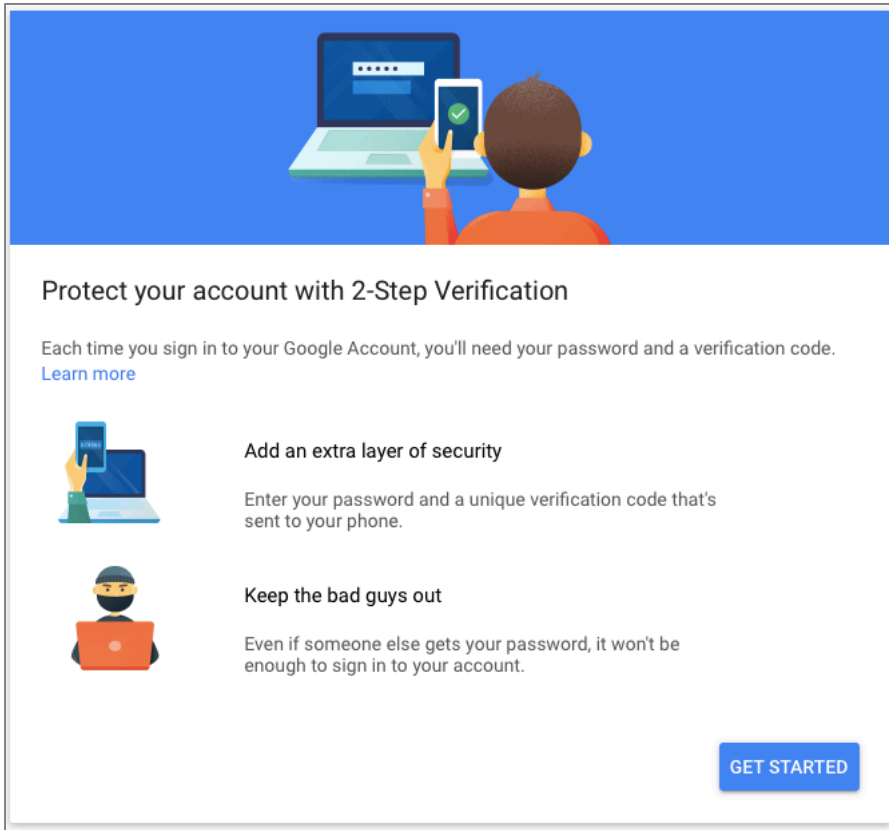 Protect your account with 2-Step Verification
Each time you sign in to your Google Account, you'll need your password and a verification code.
Learn more
Add an extra layer of security
Enter your password and a unique verification code that's
sent to your phone.
Keep the bad guys out
Even if someone else gets your password, it won't be
enough to sign in to your account.
GET STARTED